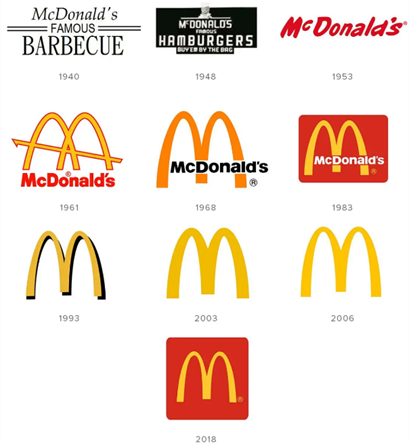 McDonald's
FAMOUS
BARBECUE
McDONALD'S
FAMOUS
HAMBURGERS
BUY'EM BY THE BAG
McDonald's®
1940
1948
1953
McDonald's®
McDonald's®
McDonald's®
1961
1968
1983
1993
2003
2006
®
2018